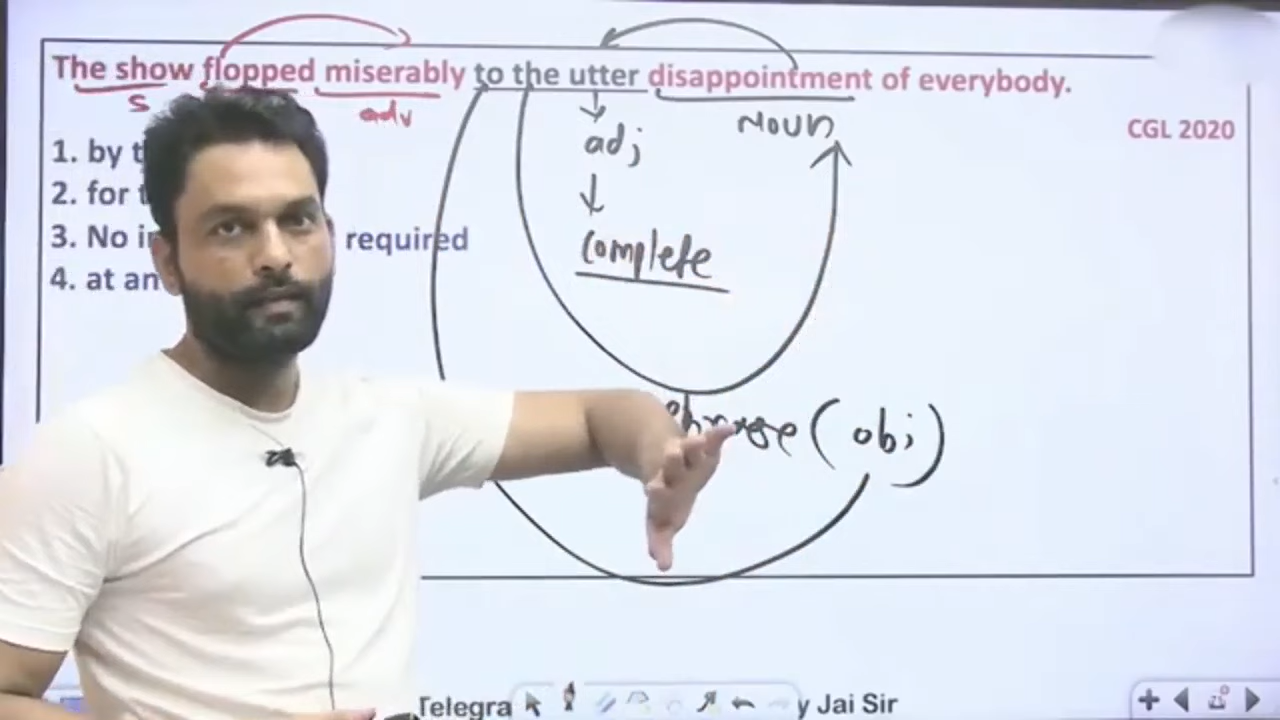 The show flopped miserably to the utter disappointment of everybody.
s
adv
adj
Noun
CGL 2020
1. by
2. for
complete
3. No required
4. at an
phrase (obj)
Jai Sir